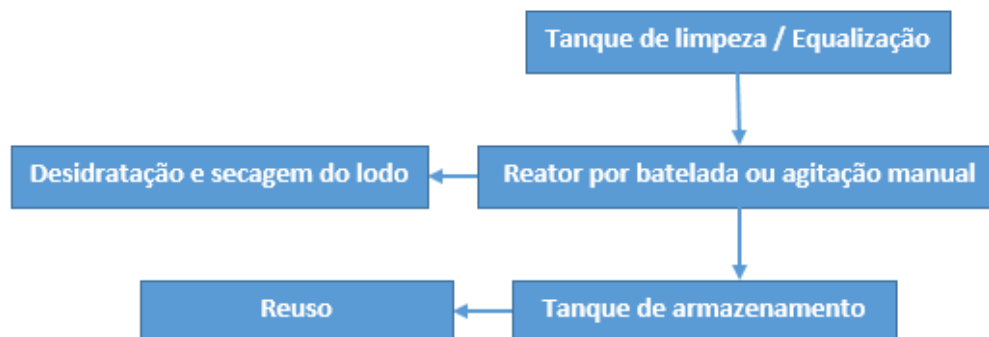 Tanque de limpeza / Equalização
Desidratação e secagem do lodo
Reator por batelada ou agitação manual
Reuso
Tanque de armazenamento